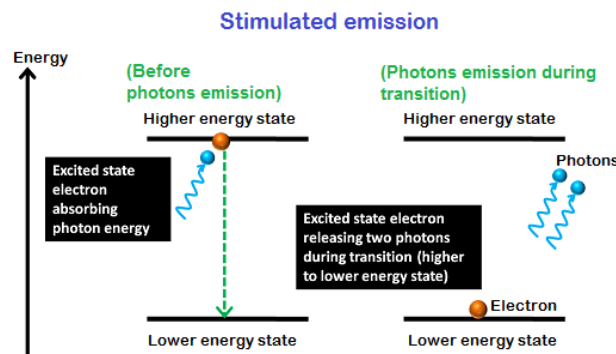 Stimulated emission
Energy
(Before
photons emission)
Higher energy state
Excited state
electron
absorbing
photon energy
Lower energy state
(Photons emission during
transition)
Higher energy state
Photons
Excited state electron
releasing two photons
during transition (higher
to lower energy state)
Electron
Lower energy state